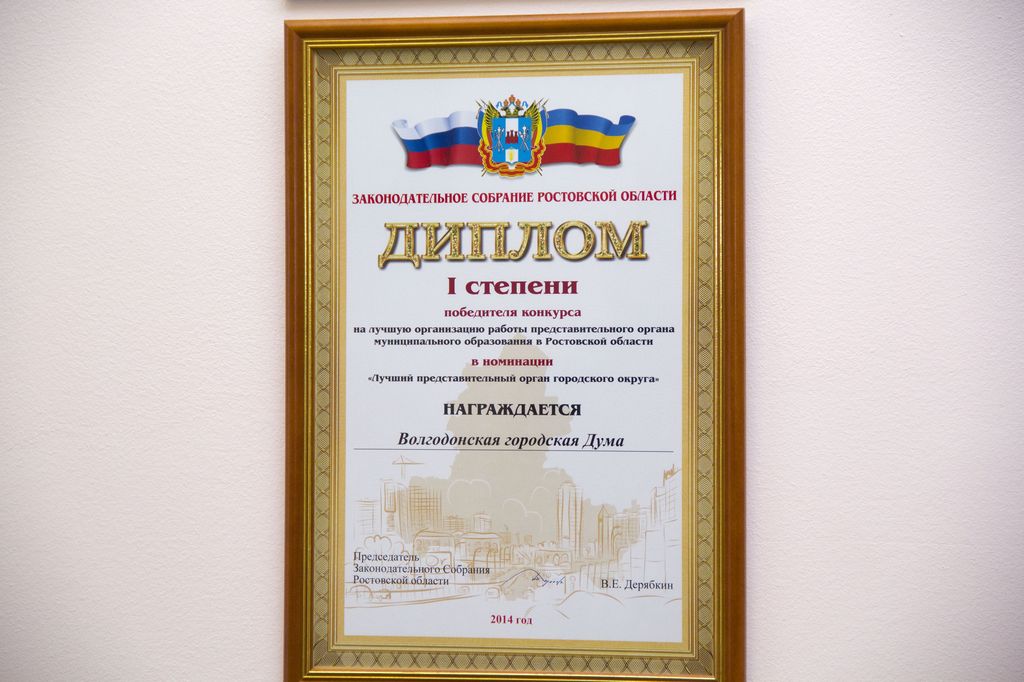 ЗАКОНОДАТЕЛЬНОЕ СОБРАНИЕ РОСТОВСКОЙ ОБЛАСТИ
ДИПЛОМ
I степени
победителя конкурса
на лучшую организацию работы представительного органа
муниципального образования в Ростовской области
в номинации
«Лучший представительный орган городского округа»
НАГРАЖДАЕТСЯ
Волгодонская городская Дума
Председатель
Законодательного Собрания
Ростовской области
В.Е. Дерябкин
2014 год